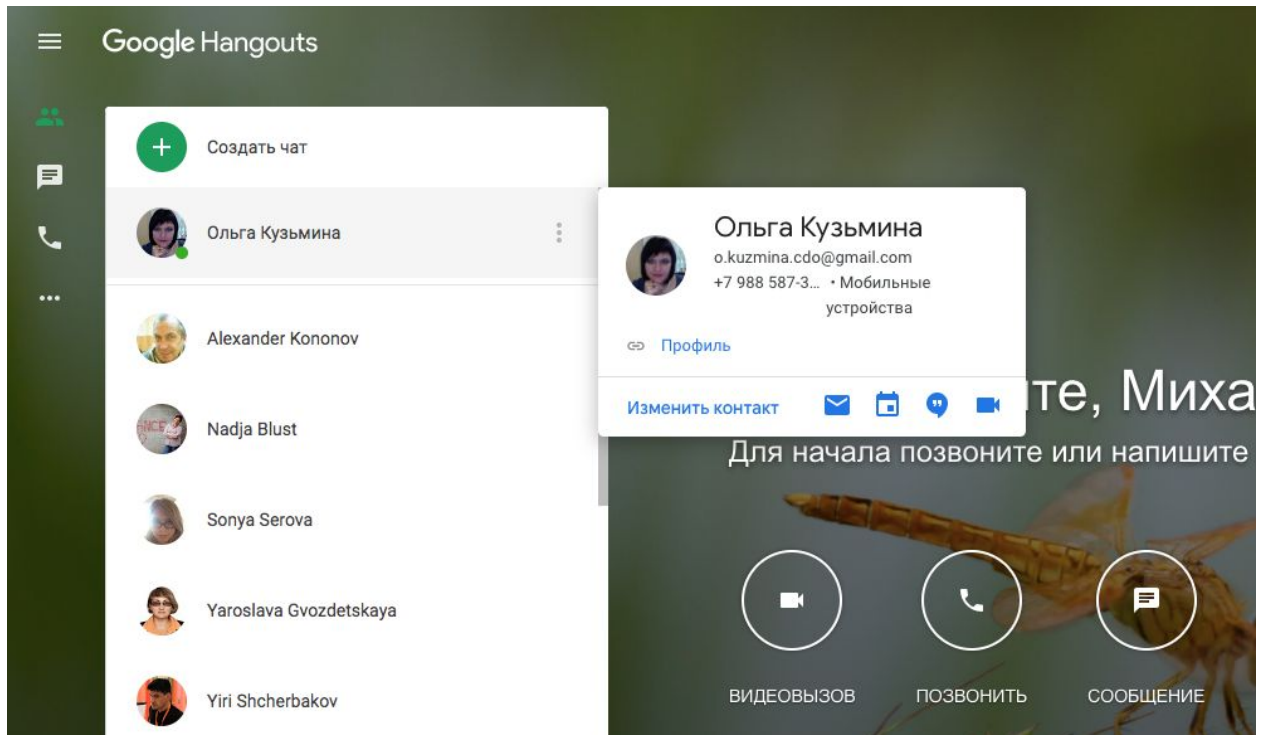 Google Hangouts
Создать чат
Ольга Кузьмина
Alexander Kononov
Nadja Blust
Sonya Serova
Yaroslava Gvozdetskaya
Yiri Shcherbakov
Ольга Кузьмина
o.kuzmina.cdo@gmail.com
+7 988 587-3... • Мобильные
устройства
Профиль
Изменить контакт
те, Миха
Для начала позвоните или напишите
ВИДЕОВЫЗОВ ПОЗВОНИТЬ СООБЩЕНИЕ